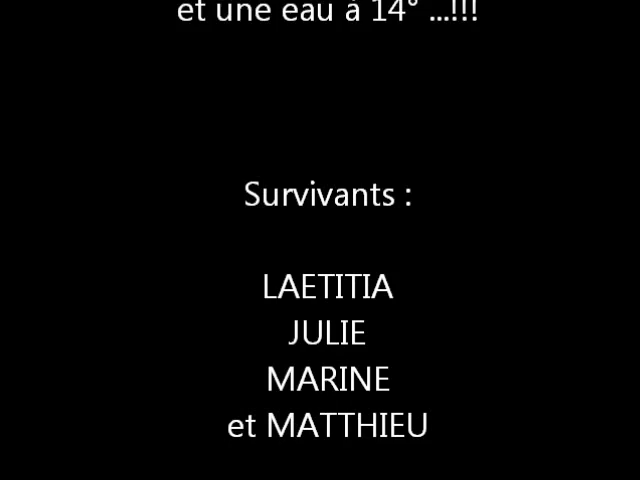 et une eau à 14° ...!!!
Survivants :
LAETITIA
JULIE
MARINE
et MATTHIEU